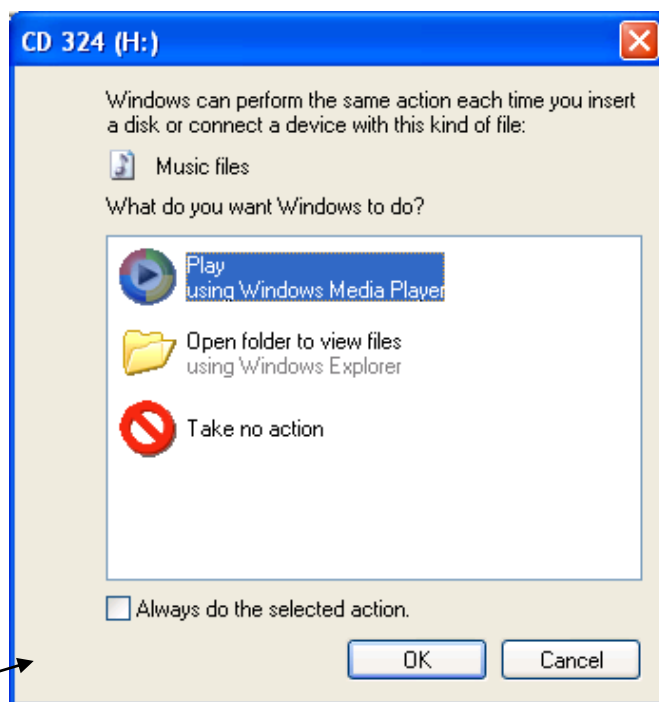 CD 324 (H:)
Windows can perform the same action each time you insert
a disk or connect a device with this kind of file:
Music files
What do you want Windows to do?
Play
using Windows Media Player
Open folder to view files
using Windows Explorer
Take no action
Always do the selected action.
OK
Cancel